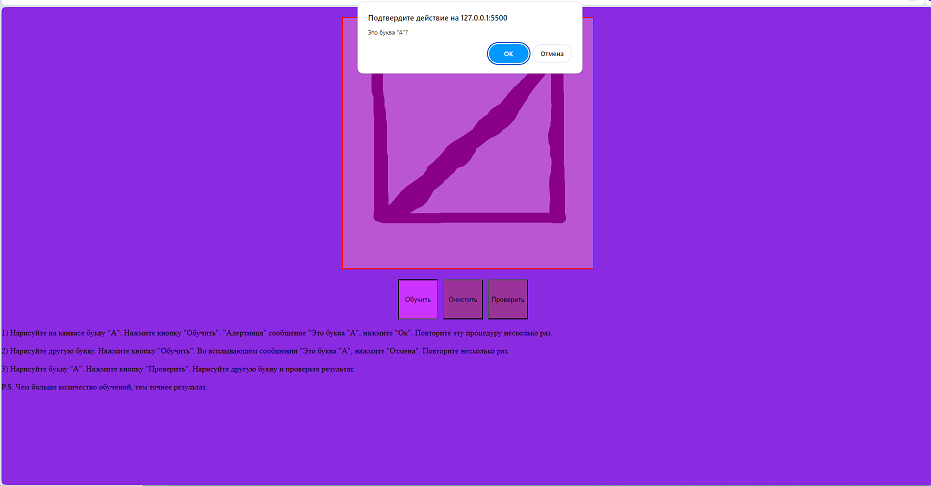 Подтвердите действие на 127.0.0.1:5500
Это буква "А"?
ОК
Отмена
Обучить
Очистить
Проверить
1) Нарисуйте на канвасе букву "А". Нажмите кнопку "Обучить". "Алертница" сообщение "Это буква "А", нажмите "Ок". Повторите эту процедуру несколько раз.
2) Нарисуйте другую букву. Нажмите кнопку "Обучить". Во всплывающем сообщении "Это буква "А", нажмите "Отмена". Повторите несколько раз.
3) Нарисуйте букву "А". Нажмите кнопку "Проверить". Нарисуйте другую букву и проверьте результат.
P.S. Чем больше количество обучений, тем точнее результат.